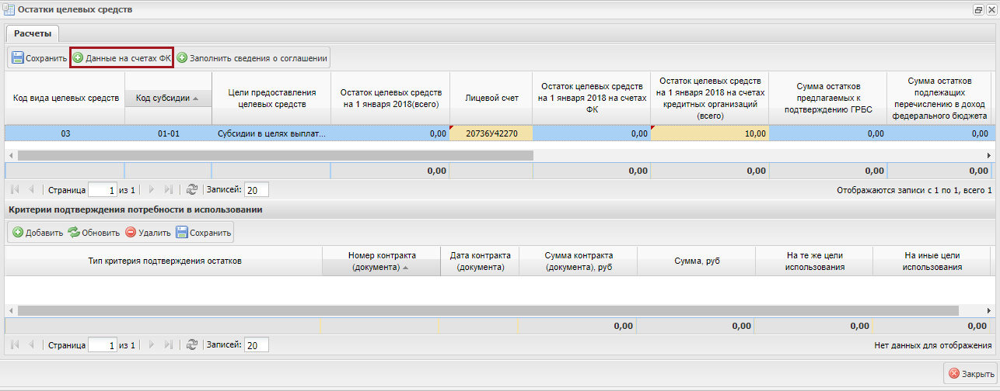 Остатки целевых средств
Расчеты
Сохранить Данные на счетах ФК Заполнить сведения о соглашении
Код вида целевых средств
Код субсидии
Цели предоставления
целевых средств
Остаток целевых средств
на 1 января 2018(всего)
Лицевой счет
Остаток целевых средств
на 1 января 2018 на счетах
ФК
Остаток целевых средств
на 1 января 2018 на счетах
кредитных организаций
(всего)
Сумма остатков
предлагаемых к
подтверждению ГРБС
Сумма остатков
подлежащих
перечислению в доход
федерального бюджета
03 01-01 Субсидии в целях выплат... 0,00 20736У42270 0,00 10,00 0,00 0,00
0,00 0,00 0,00 0,00 0,00
Страница 1 из 1 Записей: 20 Отображаются записи с 1 по 1, всего 1
Критерии подтверждения потребности в использовании
Добавить Обновить Удалить Сохранить
Тип критерия подтверждения остатков
Номер контракта
(документа)
Дата контракта
(документа)
Сумма контракта
(документа), руб
Сумма, руб
На те же цели
использования
На иные цели
использования
0,00 0,00 0,00 0,00
Страница 1 из 1 Записей: 20 Нет данных для отображения
Закрыть